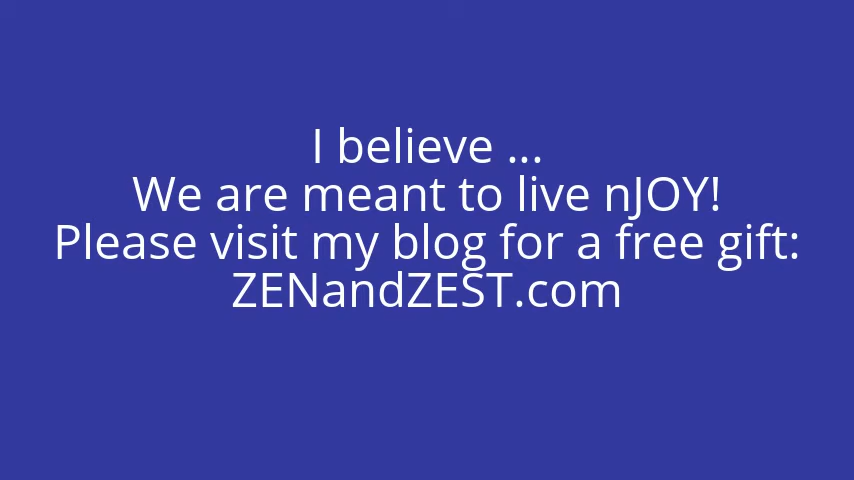 I believe ...
We are meant to live nJOY!
Please visit my blog for a free gift:
ZENandZEST.com